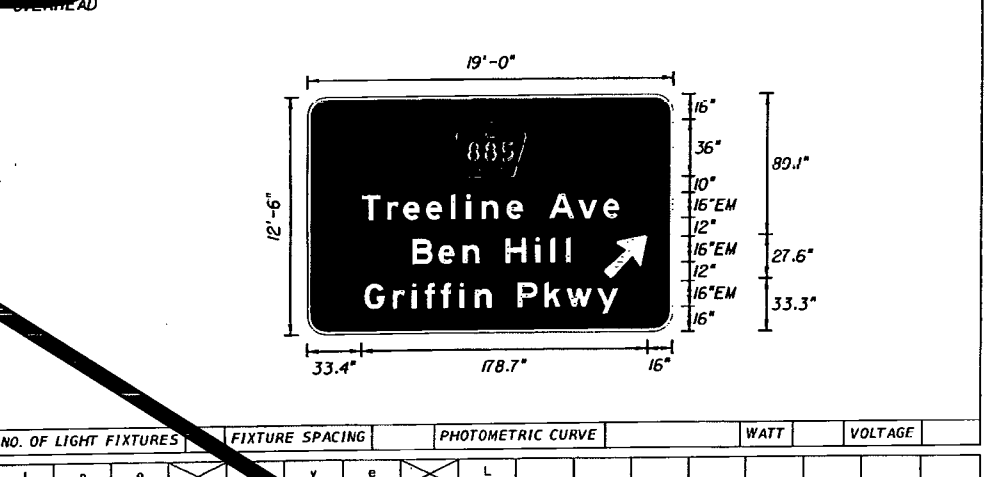 OVERHEAD
19'-0"
12'-6"
885
Treeline Ave
Ben Hill
Griffin Pkwy
16"
36"
10"
16"EM
12"
16"EM
12"
16"EM
16"
89.1"
27.6"
33.3"
33.4" 178.7" 16"
NO. OF LIGHT FIXTURES FIXTURE SPACING PHOTOMETRIC CURVE WATT VOLTAGE
v e L